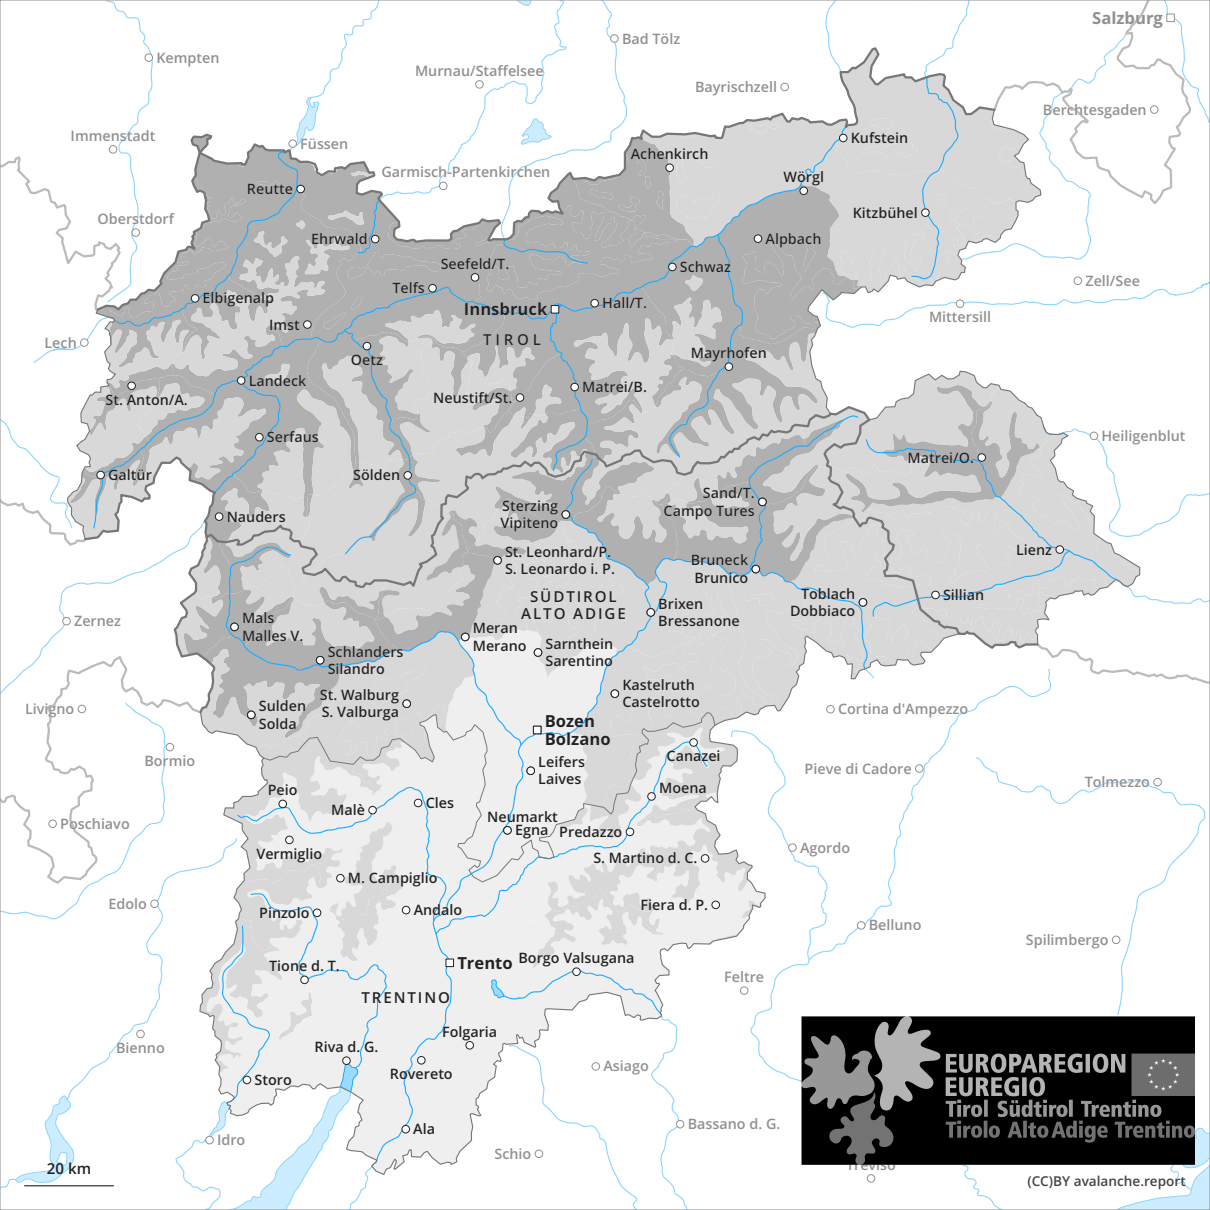 Salzburg
Kempten
Bad Tölz
Murnau/Staffelsee
Bayrischzell
Berchtesgaden
Immenstadt
Füssen
Kufstein
Achenkirch
Garmisch-Partenkirchen
Wörgl
Reutte
Oberstdorf
Kitzbühel
Ehrwald
Alpbach
Seefeld/T.
Schwaz
Zell/See
Telfs
Elbigenalp
Hall/T.
Innsbruck
Mittersill
Imst
TIROL
Lech
Oetz
Mayrhofen
Landeck
Matrei/B.
St. Anton/A.
Neustift/St.
Serfaus
Heiligenblut
Matrei/O.
Galtür
Sölden
Sand/T.
Campo Tures
Sterzing
Vipiteno
Nauders
St. Leonhard/P.
S. Leonardo i. P.
Lienz
Bruneck
Brunico
SÜDTIROL
ALTO ADIGE
Toblach
Dobbiaco
Sillian
Brixen
Bressanone
Zernez
Mals
Malles V.
Meran
Merano
Sarnthein
Sarentino
Schlanders
Silandro
Kastelruth
Castelrotto
St. Walburg
S. Valburga
Livigno
Sulden
Solda
Cortina d'Ampezzo
Bozen
Bolzano
Bormio
Canazei
Leifers
Laives
Pieve di Cadore
Tolmezzo
Peio
Moena
Malè
Cles
Neumarkt
Egna
Predazzo
Poschiavo
Vermiglio
Agordo
S. Martino d. C.
M. Campiglio
Edolo
Pinzolo
Andalo
Fiera d. P.
Belluno
Spilimbergo
Borgo Valsugana
Trento
Tione d. T.
Feltre
TRENTINO
Folgaria
Bienno
Riva d. G.
Asiago
Rovereto
Storo
EUROPAREGION
EUREGIO
Tirol Südtirol Trentino
Tirolo Alto Adige Trentino
Bassano d. G.
Ala
Idro
Schio
Treviso
20 km
(CC)BY avalanche.report